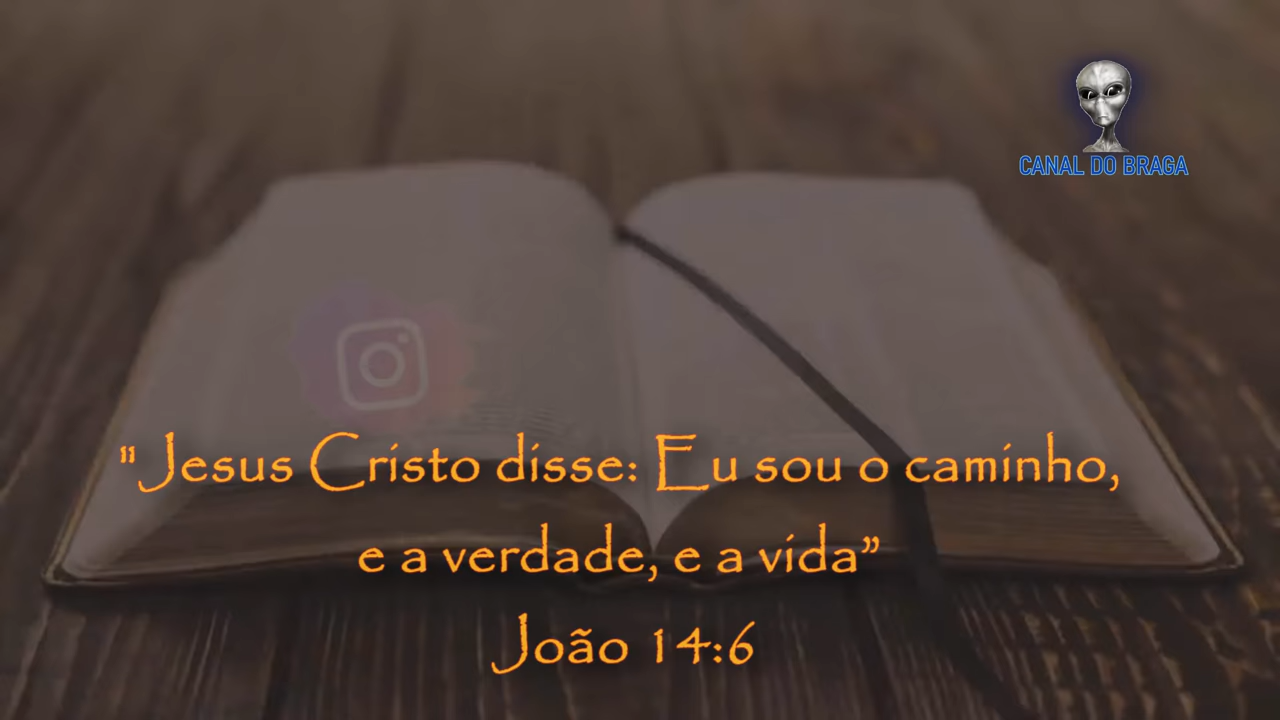 CANAL DO BRAGA
"Jesus Cristo disse: Eu sou o caminho,
e a verdade, e a vida”
João 14:6